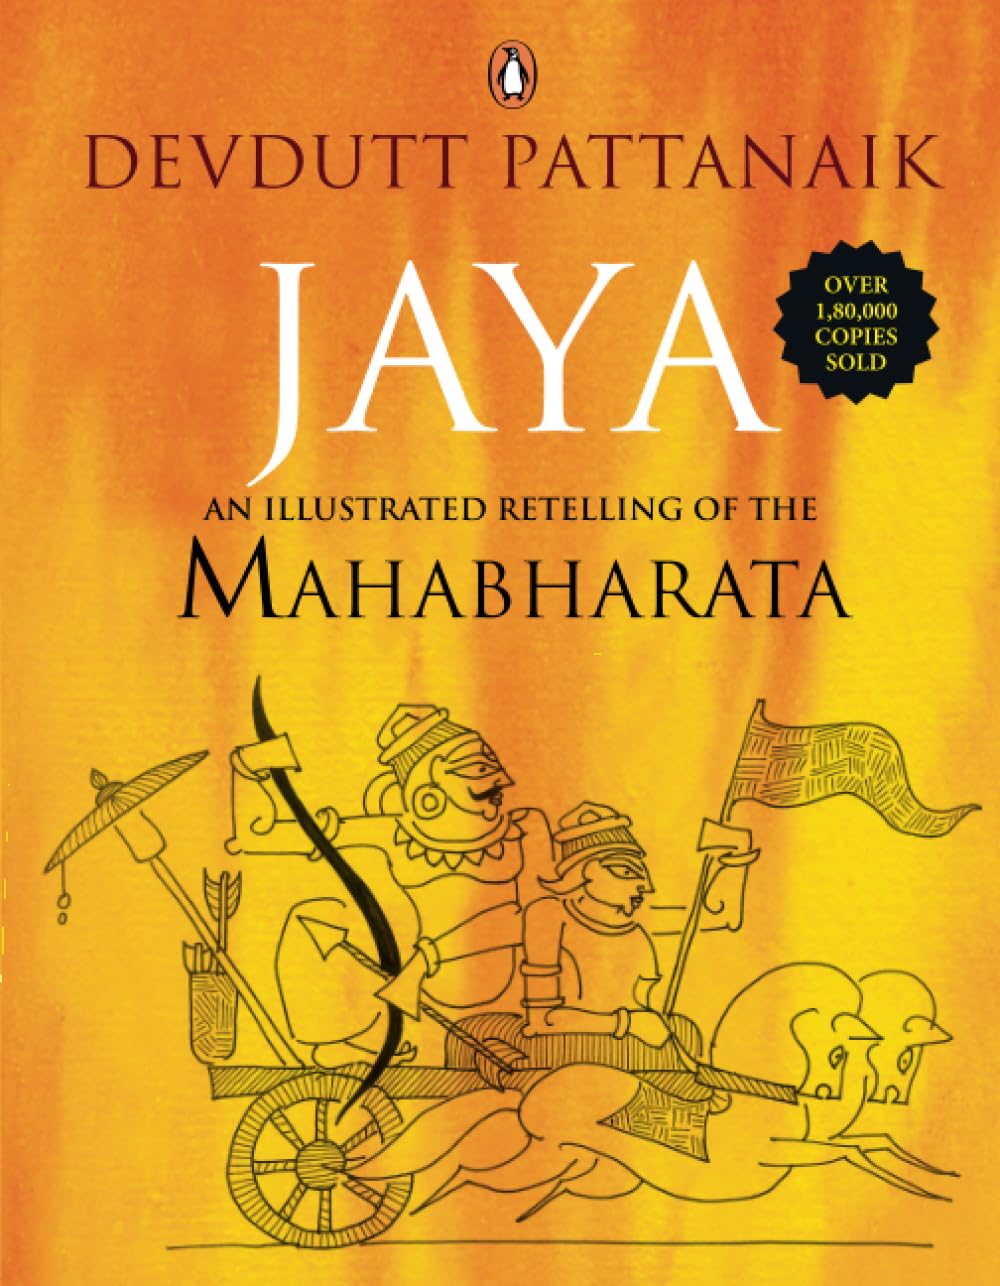 DEVDUTT PATTANAIK
JAYA
OVER
1,80,000
COPIES
SOLD
AN ILLUSTRATED RETELLING OF THE
MAHABHARATA